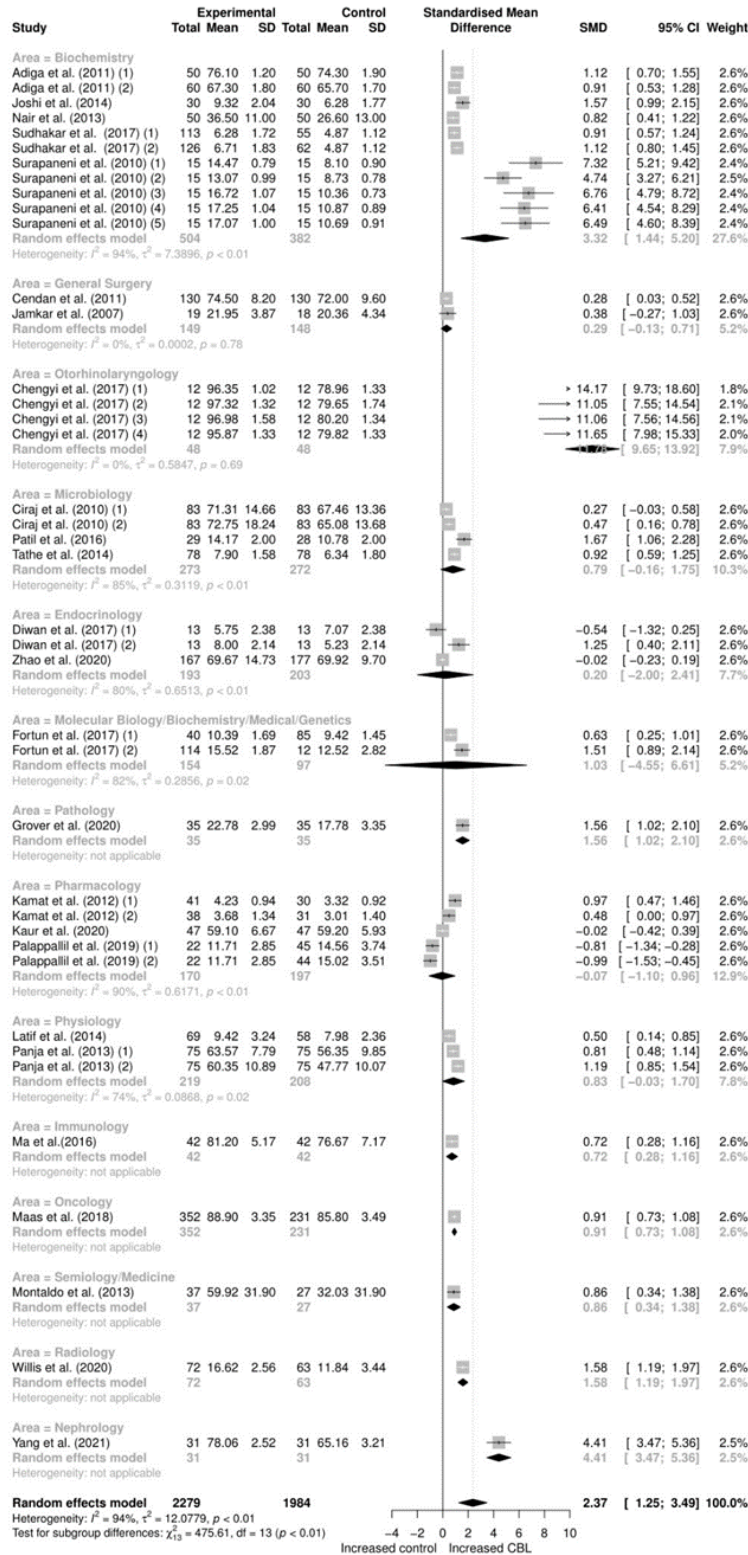 Experimental Control Standardised Mean
Study Total Mean SD Total Mean SD Difference SMD 95% CI Weight
Area = Biochemistry
Adiga et al. (2011) (1) 50 76.10 1.20 50 74.30 1.90 1.12 [ 0.70; 1.55] 2.6%
Adiga et al. (2011) (2) 60 67.30 1.80 60 65.70 1.70 0.91 [ 0.53; 1.28] 2.6%
Joshi et al. (2014) 30 9.32 2.04 30 6.28 1.77 1.57 [ 0.99; 2.15] 2.6%
Nair et al. (2013) 50 36.50 11.00 50 26.60 13.00 0.82 [ 0.41; 1.22] 2.6%
Sudhakar et al. (2017) (1) 113 6.28 1.72 55 4.87 1.12 0.91 [ 0.57; 1.24] 2.6%
Sudhakar et al. (2017) (2) 126 6.71 1.83 62 4.87 1.12 1.12 [ 0.80; 1.45] 2.6%
Surapaneni et al. (2010) (1) 15 14.47 0.79 15 8.10 0.90 7.32 [ 5.21; 9.42] 2.4%
Surapaneni et al. (2010) (2) 15 13.07 0.99 15 8.73 0.78 4.74 [ 3.27; 6.21] 2.5%
Surapaneni et al. (2010) (3) 15 16.72 1.07 15 10.36 0.73 6.76 [ 4.79; 8.72] 2.4%
Surapaneni et al. (2010) (4) 15 17.25 1.04 15 10.87 0.89 6.41 [ 4.54; 8.29] 2.4%
Surapaneni et al. (2010) (5) 15 17.07 1.00 15 10.69 0.91 6.49 [ 4.60; 8.39] 2.4%
Random effects model 504 382 3.32 [ 1.44; 5.20] 27.6%
Heterogeneity: I² = 94%, τ² = 7.3896, p < 0.01
Area = General Surgery
Cendan et al. (2011) 130 74.50 8.20 130 72.00 9.60 0.28 [ 0.03; 0.52] 2.6%
Jamkar et al. (2007) 19 21.95 3.87 18 20.36 4.34 0.38 [ -0.27; 1.03] 2.6%
Random effects model 149 148 0.29 [ -0.13; 0.71] 5.2%
Heterogeneity: I² = 0%, τ² = 0.0002, p = 0.78
Area = Otorhinolaryngology
Chengyi et al. (2017) (1) 12 96.35 1.02 12 78.96 1.33 14.17 [ 9.73; 18.60] 1.8%
Chengyi et al. (2017) (2) 12 97.32 1.32 12 79.65 1.74 11.05 [ 7.55; 14.54] 2.1%
Chengyi et al. (2017) (3) 12 96.98 1.58 12 80.20 1.34 11.06 [ 7.56; 14.56] 2.1%
Chengyi et al. (2017) (4) 12 95.87 1.33 12 79.82 1.33 11.65 [ 7.98; 15.33] 2.2%
Random effects model 48 48 [ 9.65; 13.92] 7.9%
Heterogeneity: I² = 0%, τ² = 0.5847, p = 0.69
Area = Microbiology
Ciraj et al. (2010) (1) 83 71.31 14.66 83 67.46 13.36 0.27 [ -0.03; 0.58] 2.6%
Ciraj et al. (2010) (2) 83 72.75 18.24 83 65.08 13.68 0.47 [ 0.16; 0.78] 2.6%
Patil et al. (2016) 29 14.17 2.00 28 10.78 2.00 1.67 [ 1.06; 2.28] 2.6%
Tathe et al. (2014) 78 7.90 1.58 78 6.34 1.80 0.92 [ 0.59; 1.25] 2.6%
Random effects model 273 272 0.79 [ -0.16; 1.75] 10.3%
Heterogeneity: I² = 85%, τ² = 0.3119, p < 0.01
Area = Endocrinology
Diwan et al. (2017) (1) 13 5.75 2.38 13 7.07 2.38 −0.54 [ -1.32; 0.25] 2.6%
Diwan et al. (2017) (2) 13 8.00 2.14 13 5.23 2.14 1.25 [ 0.40; 2.11] 2.6%
Zhao et al. (2020) 167 69.67 14.73 177 69.92 9.70 −0.02 [ -0.23; 0.19] 2.6%
Random effects model 193 203 0.20 [ -2.00; 2.41] 7.7%
Heterogeneity: I² = 80%, τ² = 0.6513, p < 0.01
Area = Molecular Biology/Biochemistry/Medical/Genetics
Fortun et al. (2017) (1) 40 10.39 1.69 85 9.42 1.45 0.63 [ 0.25; 1.01] 2.6%
Fortun et al. (2017) (2) 114 15.52 1.87 12 12.52 2.82 1.51 [ 0.89; 2.14] 2.6%
Random effects model 154 97 1.03 [ -4.55; 6.61] 5.2%
Heterogeneity: I² = 82%, τ² = 0.2856, p = 0.02
Area = Pathology
Grover et al. (2020) 35 22.78 2.99 35 17.78 3.35 1.56 [ 1.02; 2.10] 2.6%
Random effects model 35 35 1.56 [ 1.02; 2.10] 2.6%
Heterogeneity: not applicable
Area = Pharmacology
Kamat et al. (2012) (1) 41 4.23 0.94 30 3.32 0.92 0.97 [ 0.47; 1.46] 2.6%
Kamat et al. (2012) (2) 38 3.68 1.34 31 3.01 1.40 0.48 [ 0.00; 0.97] 2.6%
Kaur et al. (2020) 47 59.10 6.67 47 59.20 5.93 −0.02 [ -0.42; 0.39] 2.6%
Palappallil et al. (2019) (1) 22 11.71 2.85 45 14.56 3.74 −0.81 [ -1.34; -0.28] 2.6%
Palappallil et al. (2019) (2) 22 11.71 2.85 44 15.02 3.51 −0.99 [ -1.53; -0.45] 2.6%
Random effects model 170 197 −0.07 [ -1.10; 0.96] 12.9%
Heterogeneity: I² = 90%, τ² = 0.6171, p < 0.01
Area = Physiology
Latif et al. (2014) 69 9.42 3.24 58 7.98 2.36 0.50 [ 0.14; 0.85] 2.6%
Panja et al. (2013) (1) 75 63.57 7.79 75 56.35 9.85 0.81 [ 0.48; 1.14] 2.6%
Panja et al. (2013) (2) 75 60.35 10.89 75 47.77 10.07 1.19 [ 0.85; 1.54] 2.6%
Random effects model 219 208 0.83 [ -0.03; 1.70] 7.8%
Heterogeneity: I² = 74%, τ² = 0.0868, p = 0.02
Area = Immunology
Ma et al.(2016) 42 81.20 5.17 42 76.67 7.17 0.72 [ 0.28; 1.16] 2.6%
Random effects model 42 42 0.72 [ 0.28; 1.16] 2.6%
Heterogeneity: not applicable
Area = Oncology
Maas et al. (2018) 352 88.90 3.35 231 85.80 3.49 0.91 [ 0.73; 1.08] 2.6%
Random effects model 352 231 0.91 [ 0.73; 1.08] 2.6%
Heterogeneity: not applicable
Area = Semiology/Medicine
Montaldo et al. (2013) 37 59.92 31.90 27 32.03 31.90 0.86 [ 0.34; 1.38] 2.6%
Random effects model 37 27 0.86 [ 0.34; 1.38] 2.6%
Heterogeneity: not applicable
Area = Radiology
Willis et al. (2020) 72 16.62 2.56 63 11.84 3.44 1.58 [ 1.19; 1.97] 2.6%
Random effects model 72 63 1.58 [ 1.19; 1.97] 2.6%
Heterogeneity: not applicable
Area = Nephrology
Yang et al. (2021) 31 78.06 2.52 31 65.16 3.21 4.41 [ 3.47; 5.36] 2.5%
Random effects model 31 31 4.41 [ 3.47; 5.36] 2.5%
Heterogeneity: not applicable
Random effects model 2279 1984 2.37 [ 1.25; 3.49] 100.0%
Heterogeneity: I² = 94%, τ² = 12.0779, p < 0.01
Test for subgroup differences: χ²₁₃ = 475.61, df = 13 (p < 0.01)
−4 −2 0 2 4 6 8 10
Increased control Increased CBL